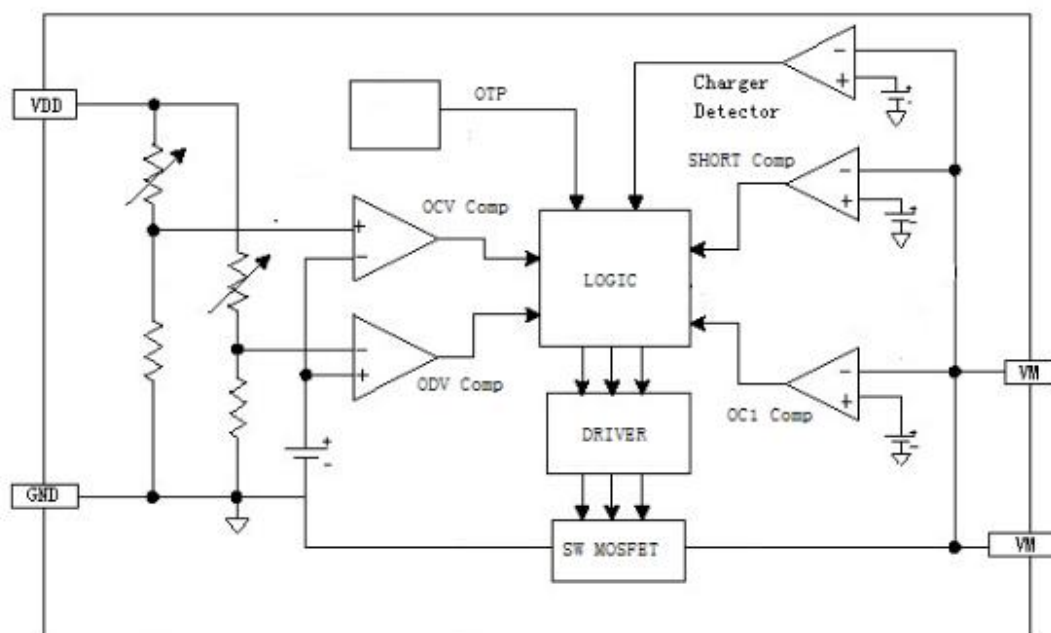 VDD
OTP
Charger
Detector
SHORT Comp
OCV Comp
LOGIC
ODV Comp
OC1 Comp
VM
DRIVER
GND
SW MOSFET
VM